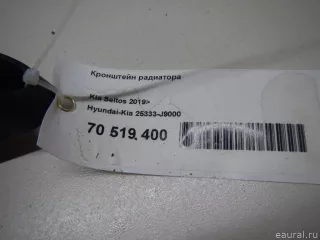 Кронштейн радиатора
Kia Seltos 2019>
Hyundai-Kia 25333-J9000
70 519 400
eaural.ru